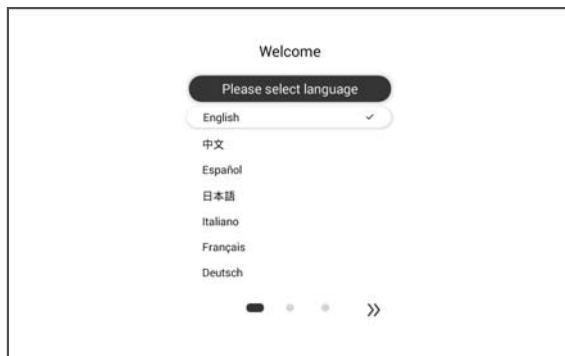 Welcome
Please select language
English
中文
Español
日本語
Italiano
Français
Deutsch